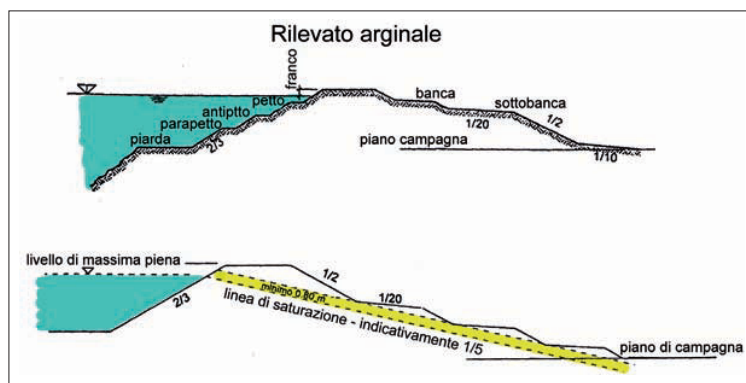 Rilevato arginale
franco
petto
antiptto
parapetto
piarda
2/3
banca
sottobanca
1/20
1/2
piano campagna
1/10
livello di massima piena
2/3
1/2
minimo 0.80 m
1/20
linea di saturazione - indicativamente 1/5
piano di campagna